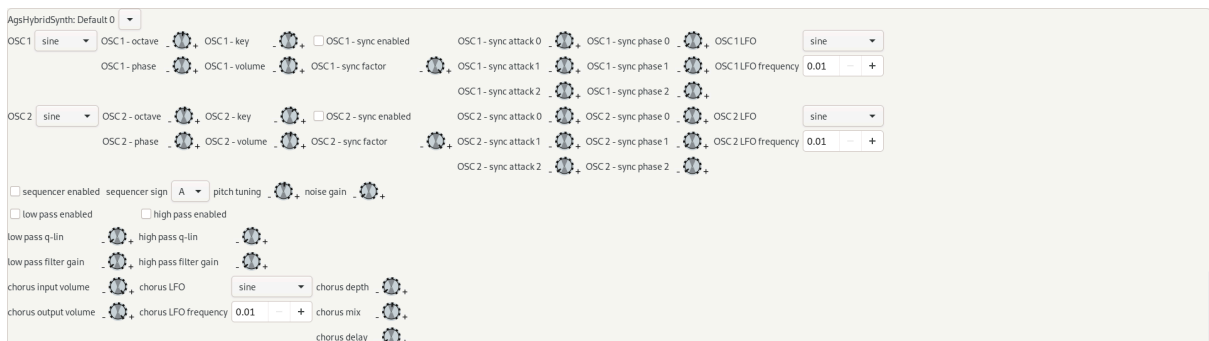 AgsHybridSynth: Default 0
OSC 1 sine OSC 1 - octave - + OSC 1 - key - + OSC 1 - sync enabled OSC 1 - sync attack 0 - + OSC 1 - sync phase 0 - + OSC 1 LFO sine
OSC 1 - phase - + OSC 1 - volume - + OSC 1 - sync factor - + OSC 1 - sync attack 1 - + OSC 1 - sync phase 1 - + OSC 1 LFO frequency 0.01 - +
OSC 1 - sync attack 2 - + OSC 1 - sync phase 2 - +
OSC 2 sine OSC 2 - octave - + OSC 2 - key - + OSC 2 - sync enabled OSC 2 - sync attack 0 - + OSC 2 - sync phase 0 - + OSC 2 LFO sine
OSC 2 - phase - + OSC 2 - volume - + OSC 2 - sync factor - + OSC 2 - sync attack 1 - + OSC 2 - sync phase 1 - + OSC 2 LFO frequency 0.01 - +
OSC 2 - sync attack 2 - + OSC 2 - sync phase 2 - +
sequencer enabled sequencer sign A pitch tuning - + noise gain - +
low pass enabled high pass enabled
low pass q-lin - + high pass q-lin - +
low pass filter gain - + high pass filter gain - +
chorus input volume - + chorus LFO sine chorus depth - +
chorus output volume - + chorus LFO frequency 0.01 - + chorus mix - +
chorus delay - +